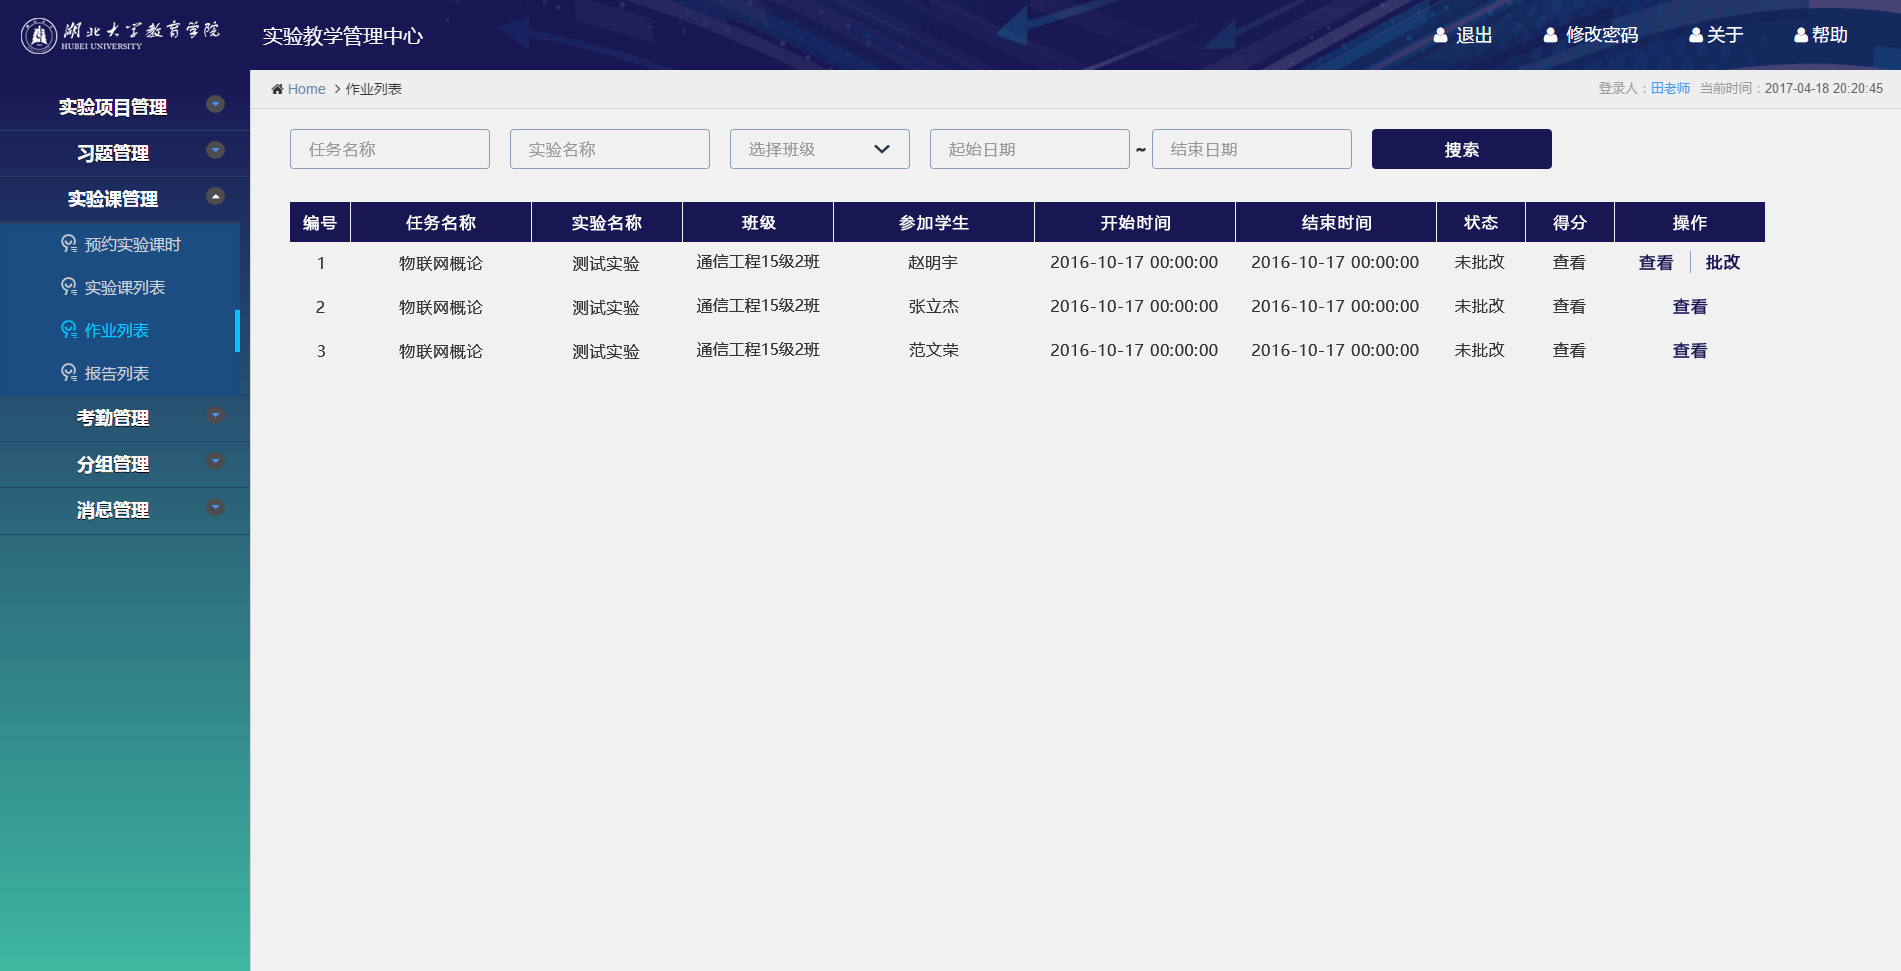 湖北大学教育学院
HUBEI UNIVERSITY
实验教学管理中心
退出 修改密码 关于 帮助
Home > 作业列表
登录人：田老师 当前时间：2017-04-18 20:20:45
实验项目管理
习题管理
实验课管理
预约实验课时
实验课列表
作业列表
报告列表
考勤管理
分组管理
消息管理
任务名称 实验名称 选择班级 起始日期 ~ 结束日期 搜索
编号 任务名称 实验名称 班级 参加学生 开始时间 结束时间 状态 得分 操作
1 物联网概论 测试实验 通信工程15级2班 赵明宇 2016-10-17 00:00:00 2016-10-17 00:00:00 未批改 查看 查看 批改
2 物联网概论 测试实验 通信工程15级2班 张立杰 2016-10-17 00:00:00 2016-10-17 00:00:00 未批改 查看 查看
3 物联网概论 测试实验 通信工程15级2班 范文荣 2016-10-17 00:00:00 2016-10-17 00:00:00 未批改 查看 查看